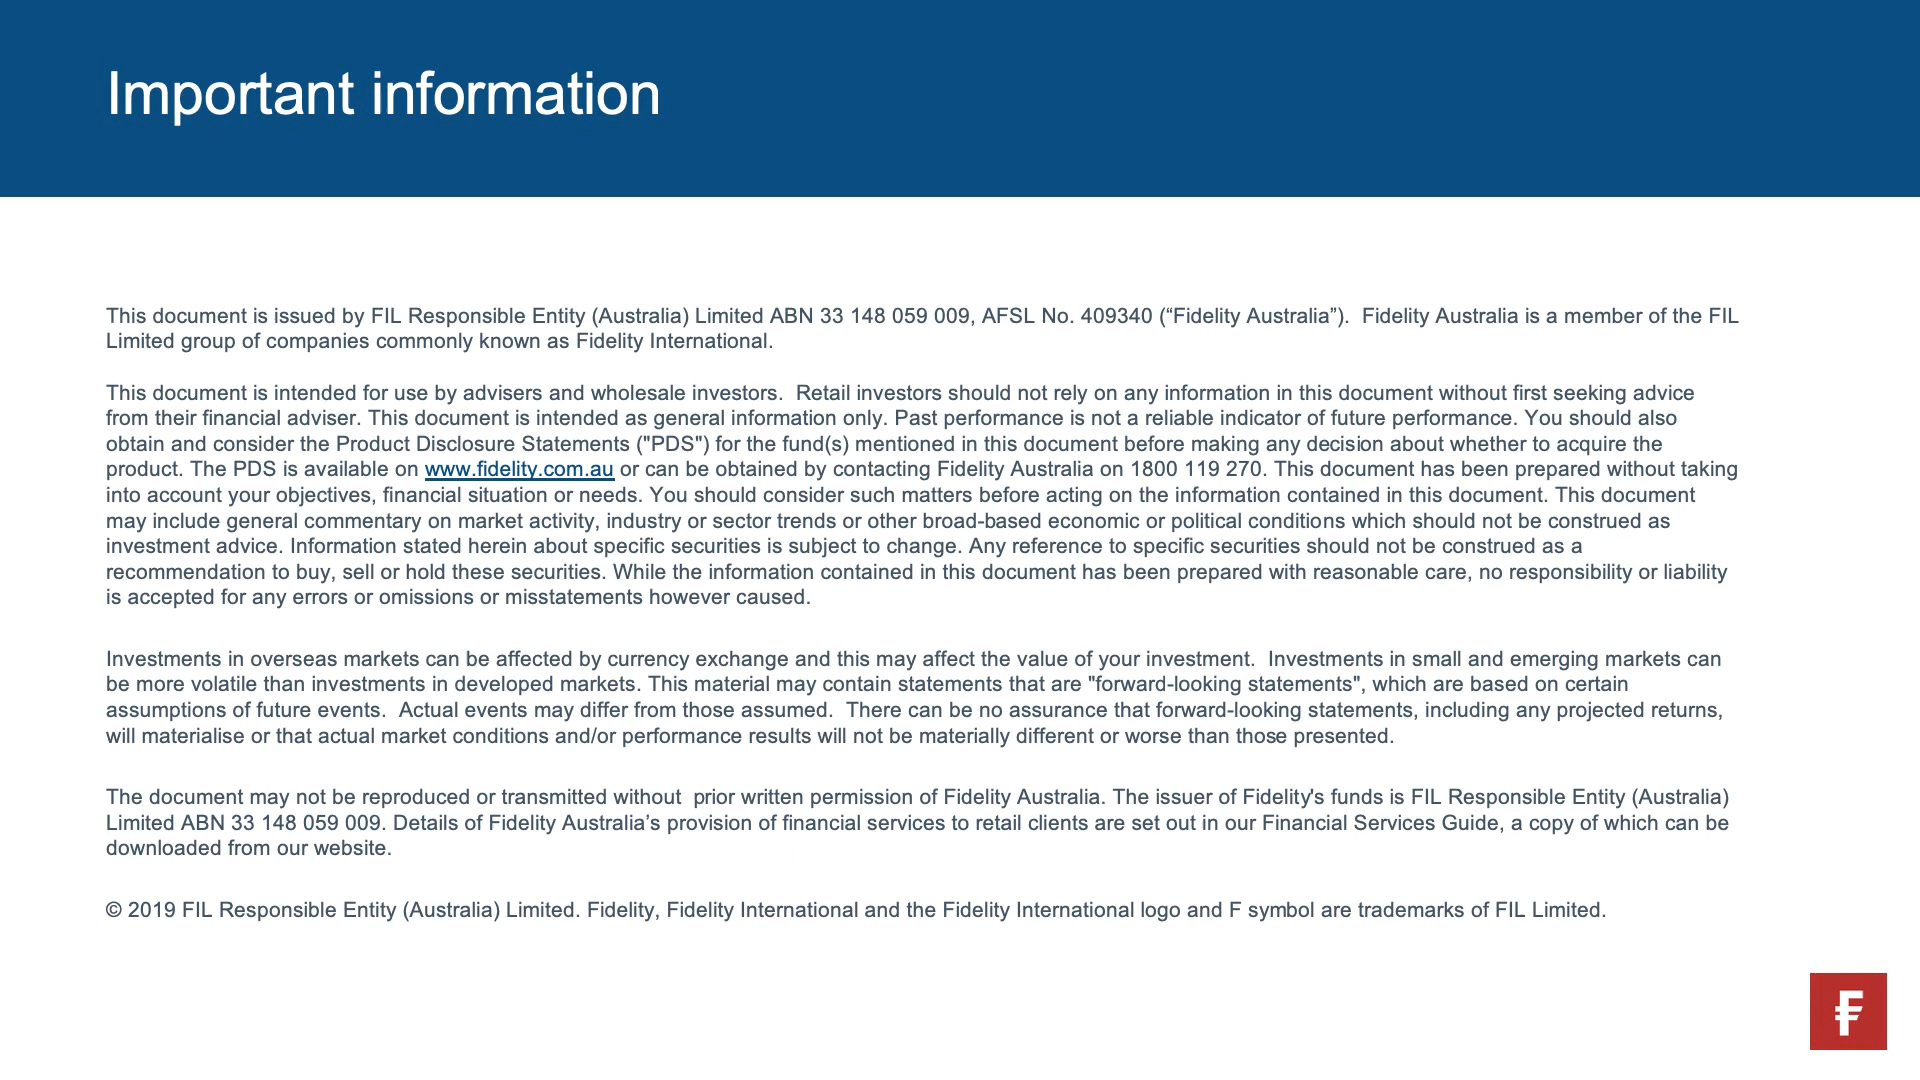 Important information
This document is issued by FIL Responsible Entity (Australia) Limited ABN 33 148 059 009, AFSL No. 409340 (“Fidelity Australia”).  Fidelity Australia is a member of the FIL
Limited group of companies commonly known as Fidelity International.
This document is intended for use by advisers and wholesale investors.  Retail investors should not rely on any information in this document without first seeking advice
from their financial adviser. This document is intended as general information only. Past performance is not a reliable indicator of future performance. You should also
obtain and consider the Product Disclosure Statements ("PDS") for the fund(s) mentioned in this document before making any decision about whether to acquire the
product. The PDS is available on www.fidelity.com.au or can be obtained by contacting Fidelity Australia on 1800 119 270. This document has been prepared without taking
into account your objectives, financial situation or needs. You should consider such matters before acting on the information contained in this document. This document
may include general commentary on market activity, industry or sector trends or other broad-based economic or political conditions which should not be construed as
investment advice. Information stated herein about specific securities is subject to change. Any reference to specific securities should not be construed as a
recommendation to buy, sell or hold these securities. While the information contained in this document has been prepared with reasonable care, no responsibility or liability
is accepted for any errors or omissions or misstatements however caused.
Investments in overseas markets can be affected by currency exchange and this may affect the value of your investment.  Investments in small and emerging markets can
be more volatile than investments in developed markets. This material may contain statements that are "forward-looking statements", which are based on certain
assumptions of future events.  Actual events may differ from those assumed.  There can be no assurance that forward-looking statements, including any projected returns,
will materialise or that actual market conditions and/or performance results will not be materially different or worse than those presented.
The document may not be reproduced or transmitted without  prior written permission of Fidelity Australia. The issuer of Fidelity's funds is FIL Responsible Entity (Australia)
Limited ABN 33 148 059 009. Details of Fidelity Australia’s provision of financial services to retail clients are set out in our Financial Services Guide, a copy of which can be
downloaded from our website.
© 2019 FIL Responsible Entity (Australia) Limited. Fidelity, Fidelity International and the Fidelity International logo and F symbol are trademarks of FIL Limited.
F